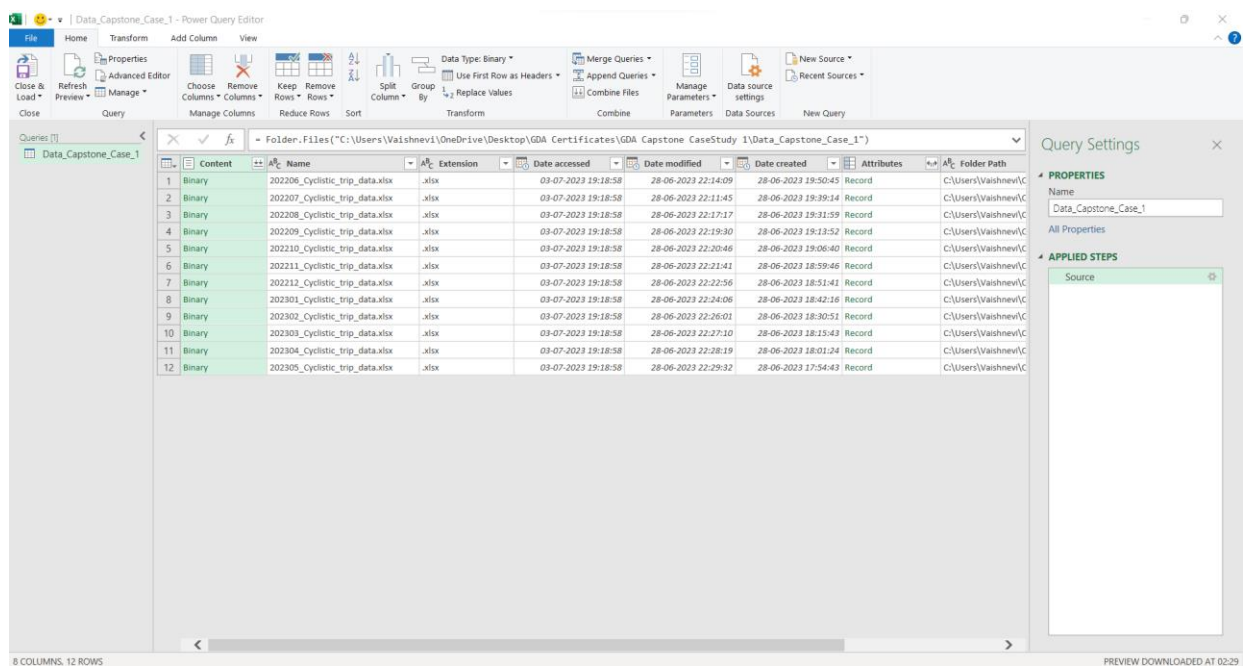 Data_Capstone_Case_1 - Power Query Editor
File Home Transform Add Column View
Close & Load
Refresh Preview
Properties
Advanced Editor
Manage
Choose Columns
Remove Columns
Keep Rows
Remove Rows
Split Column
Group By
Data Type: Binary
Use First Row as Headers
Replace Values
Merge Queries
Append Queries
Combine Files
Manage Parameters
Data source settings
New Source
Recent Sources
Close Query Manage Columns Reduce Rows Sort Transform Combine Parameters Data Sources New Query
Queries [1]
Data_Capstone_Case_1
fx = Folder.Files("C:\Users\Vaishnevi\OneDrive\Desktop\GDA Certificates\GDA Capstone CaseStudy 1\Data_Capstone_Case_1")
Content Name Extension Date accessed Date modified Date created Attributes Folder Path
1 Binary 202206_Cyclistic_trip_data.xlsx .xlsx 03-07-2023 19:18:58 28-06-2023 22:14:09 28-06-2023 19:50:45 Record C:\Users\Vaishnevi\C
2 Binary 202207_Cyclistic_trip_data.xlsx .xlsx 03-07-2023 19:18:58 28-06-2023 22:11:45 28-06-2023 19:39:14 Record C:\Users\Vaishnevi\C
3 Binary 202208_Cyclistic_trip_data.xlsx .xlsx 03-07-2023 19:18:58 28-06-2023 22:17:17 28-06-2023 19:31:59 Record C:\Users\Vaishnevi\C
4 Binary 202209_Cyclistic_trip_data.xlsx .xlsx 03-07-2023 19:18:58 28-06-2023 22:19:30 28-06-2023 19:13:52 Record C:\Users\Vaishnevi\C
5 Binary 202210_Cyclistic_trip_data.xlsx .xlsx 03-07-2023 19:18:58 28-06-2023 22:20:46 28-06-2023 19:06:40 Record C:\Users\Vaishnevi\C
6 Binary 202211_Cyclistic_trip_data.xlsx .xlsx 03-07-2023 19:18:58 28-06-2023 22:21:41 28-06-2023 18:59:46 Record C:\Users\Vaishnevi\C
7 Binary 202212_Cyclistic_trip_data.xlsx .xlsx 03-07-2023 19:18:58 28-06-2023 22:22:56 28-06-2023 18:51:41 Record C:\Users\Vaishnevi\C
8 Binary 202301_Cyclistic_trip_data.xlsx .xlsx 03-07-2023 19:18:58 28-06-2023 22:24:06 28-06-2023 18:42:16 Record C:\Users\Vaishnevi\C
9 Binary 202302_Cyclistic_trip_data.xlsx .xlsx 03-07-2023 19:18:58 28-06-2023 22:26:01 28-06-2023 18:30:51 Record C:\Users\Vaishnevi\C
10 Binary 202303_Cyclistic_trip_data.xlsx .xlsx 03-07-2023 19:18:58 28-06-2023 22:27:10 28-06-2023 18:15:43 Record C:\Users\Vaishnevi\C
11 Binary 202304_Cyclistic_trip_data.xlsx .xlsx 03-07-2023 19:18:58 28-06-2023 22:28:19 28-06-2023 18:01:24 Record C:\Users\Vaishnevi\C
12 Binary 202305_Cyclistic_trip_data.xlsx .xlsx 03-07-2023 19:18:58 28-06-2023 22:29:32 28-06-2023 17:54:43 Record C:\Users\Vaishnevi\C
Query Settings
PROPERTIES
Name
Data_Capstone_Case_1
All Properties
APPLIED STEPS
Source
8 COLUMNS, 12 ROWS
PREVIEW DOWNLOADED AT 02:29